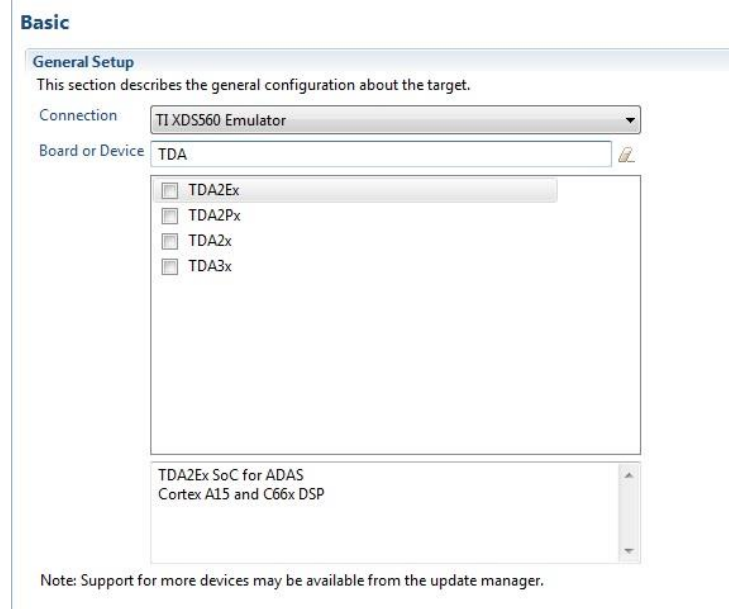 Basic
General Setup
This section describes the general configuration about the target.
Connection TI XDS560 Emulator
Board or Device TDA
TDA2Ex
TDA2Px
TDA2x
TDA3x
TDA2Ex SoC for ADAS
Cortex A15 and C66x DSP
Note: Support for more devices may be available from the update manager.